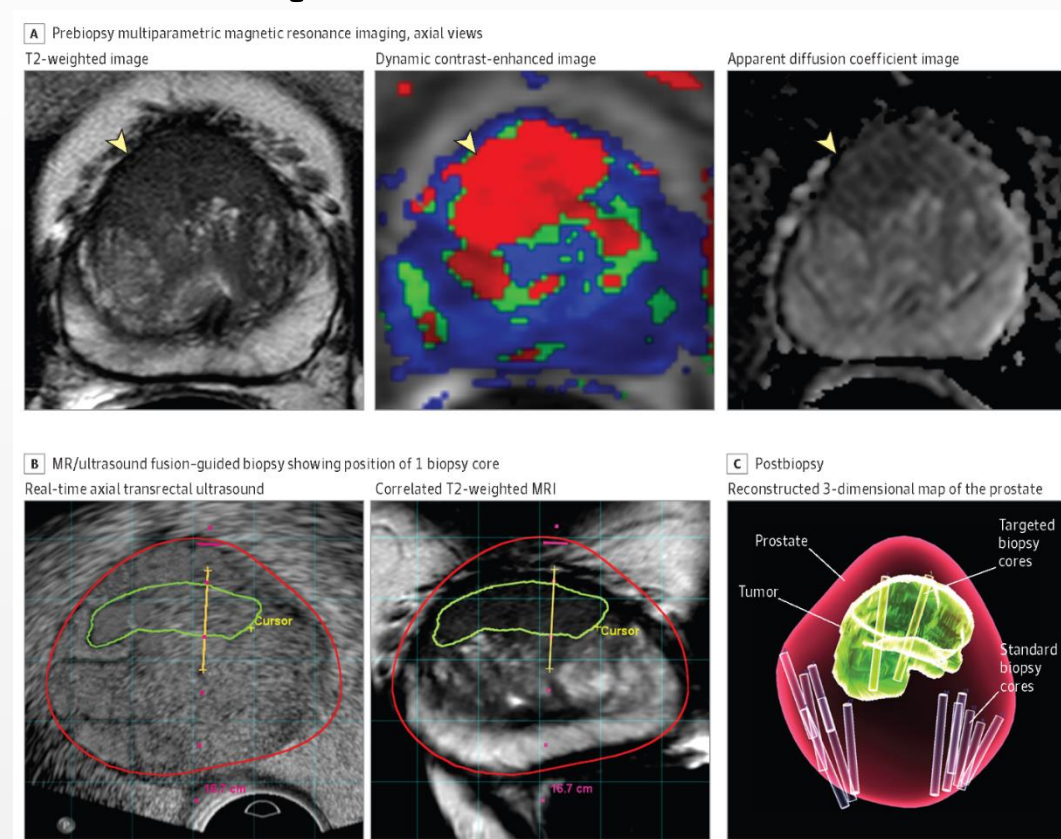 A Prebiopsy multiparametric magnetic resonance imaging, axial views
T2-weighted image
Dynamic contrast-enhanced image
Apparent diffusion coefficient image
B MR/ultrasound fusion-guided biopsy showing position of 1 biopsy core
Real-time axial transrectal ultrasound
Correlated T2-weighted MRI
Cursor
P
Cursor
16.7 cm
C Postbiopsy
Reconstructed 3-dimensional map of the prostate
Prostate
Tumor
Targeted
biopsy
cores
Standard
biopsy
cores